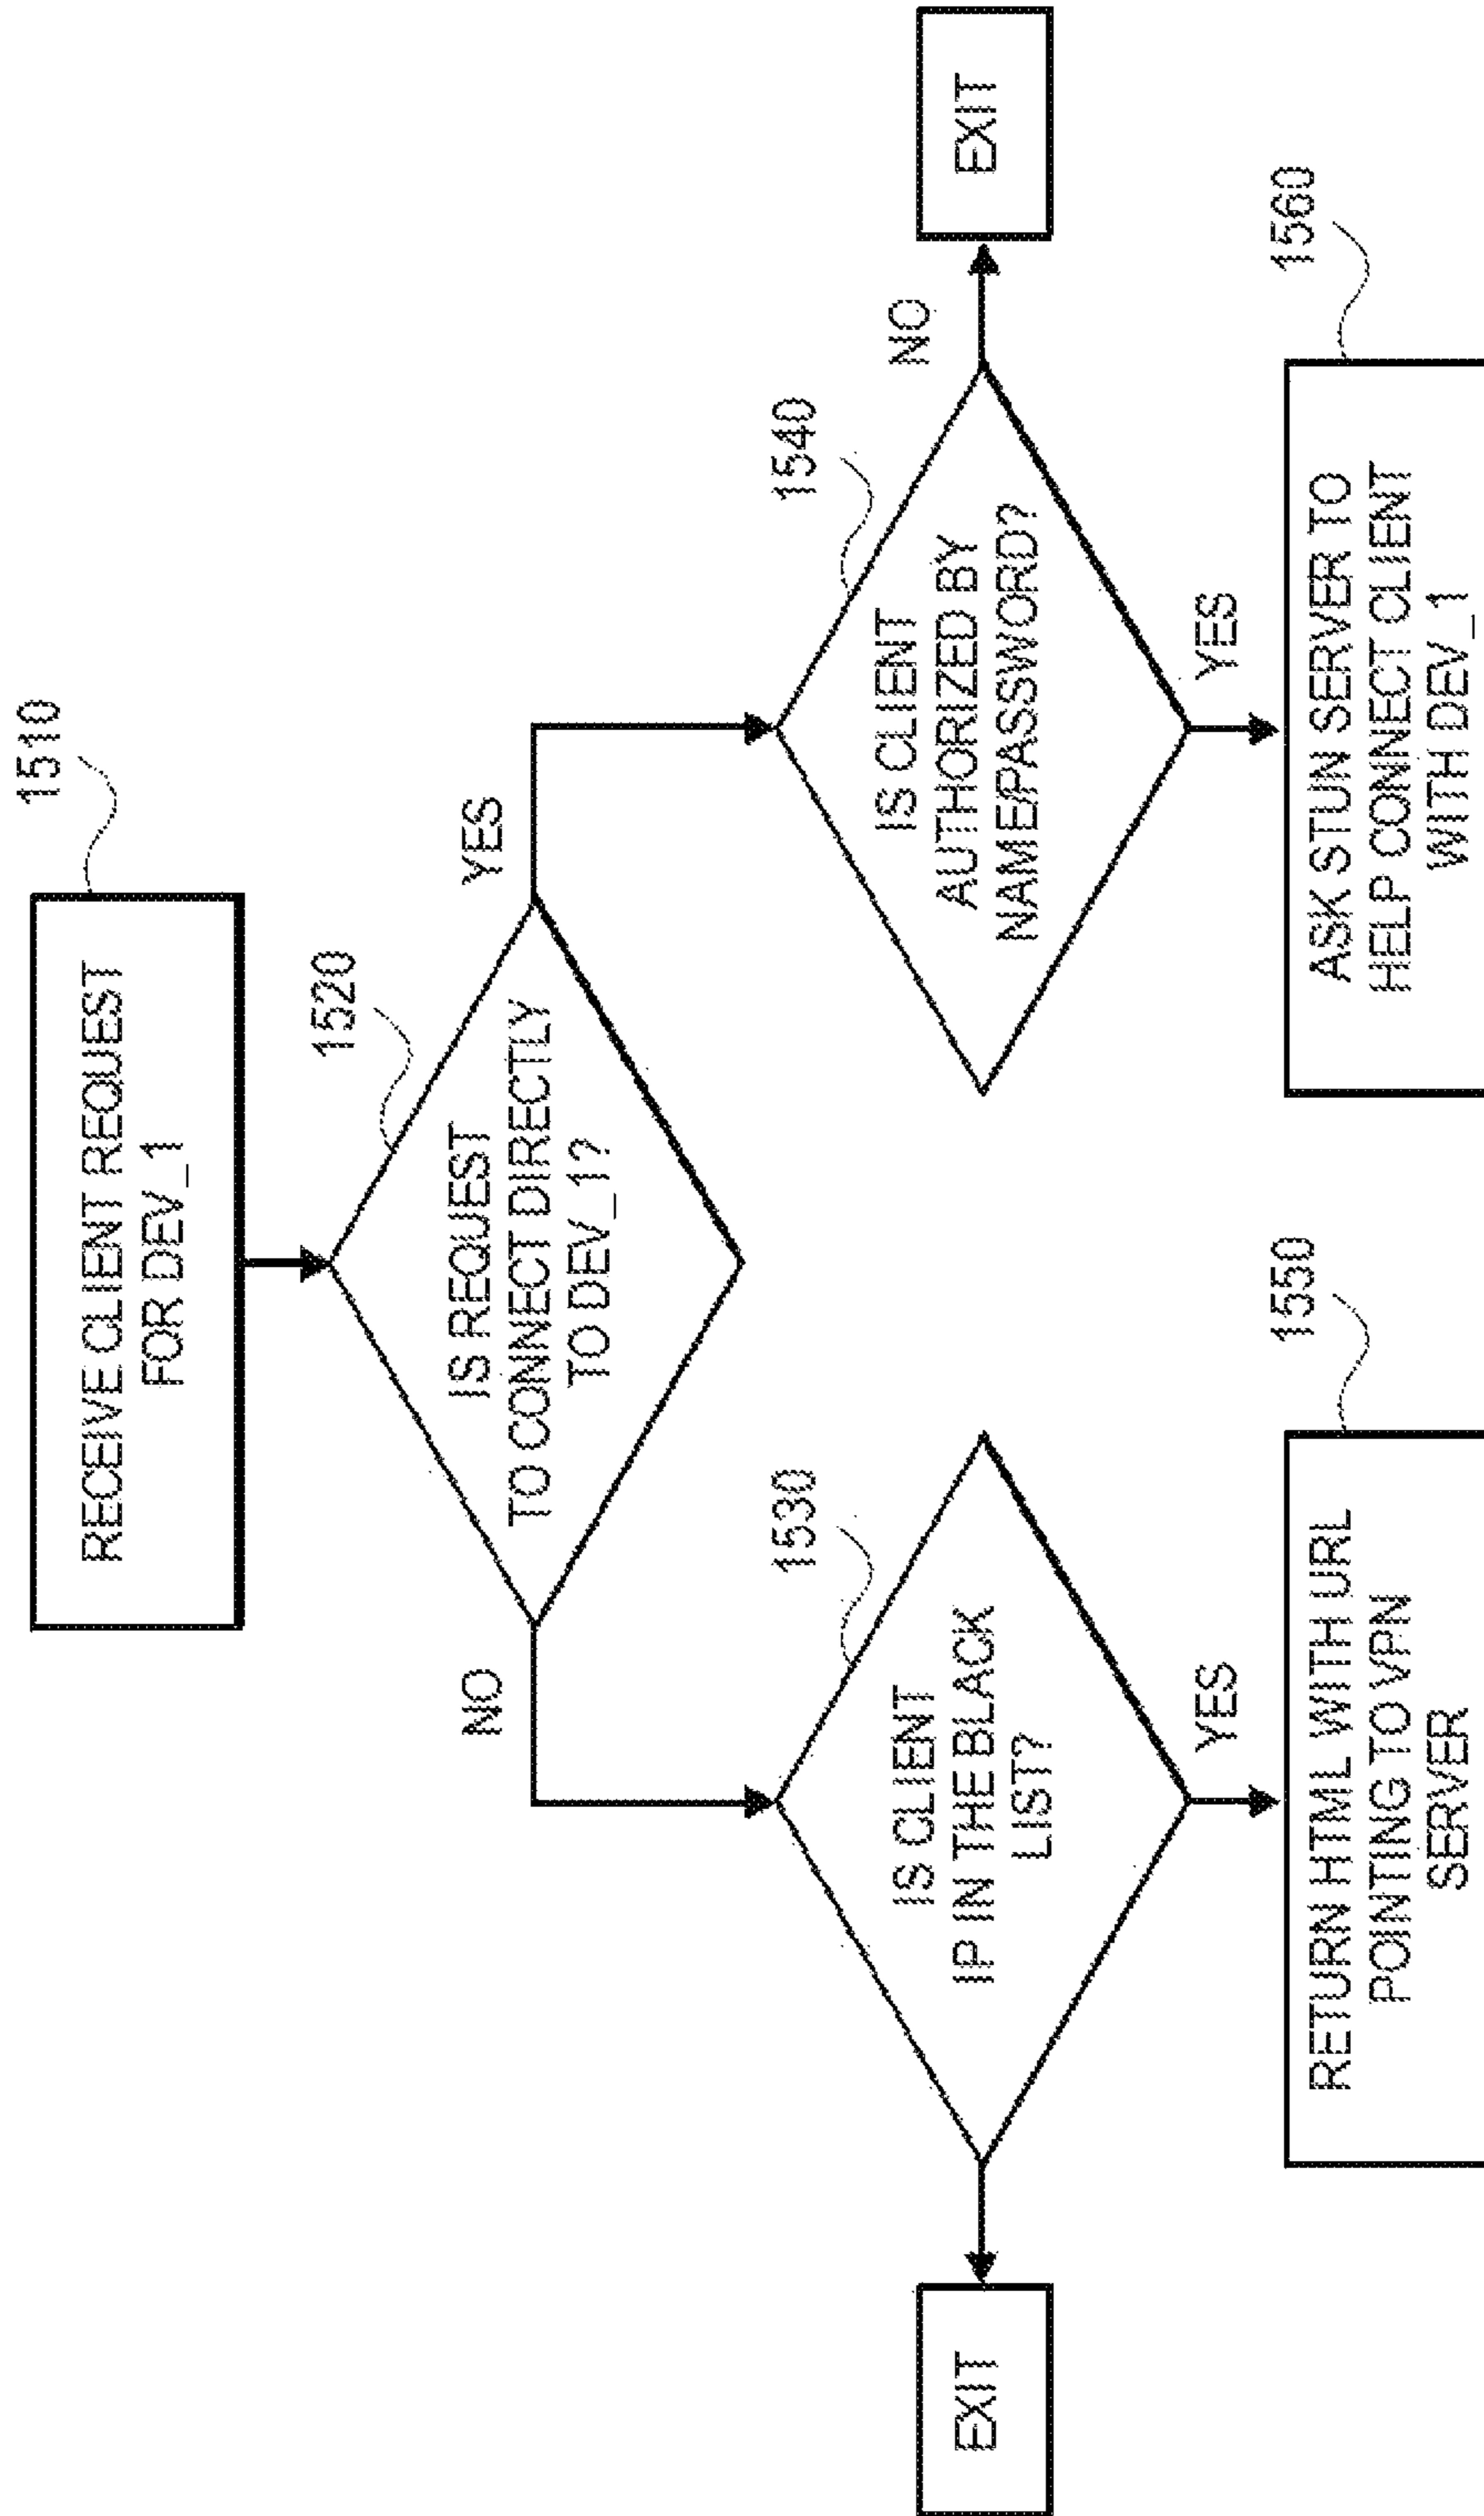 1510
RECEIVE CLIENT REQUEST
FOR DEV_1
1520
IS REQUEST
TO CONNECT DIRECTLY
TO DEV_1?
NO
YES
1530
IS CLIENT
IP IN THE BLACK
LIST?
1540
IS CLIENT
AUTHORIZED BY
NAMEPASSWORD?
EXIT
NO
EXIT
YES
YES
1550
RETURN HTML WITH URL
POINTING TO VPN
SERVER
1560
ASK STUN SERVER TO
HELP CONNECT CLIENT
WITH DEV_1